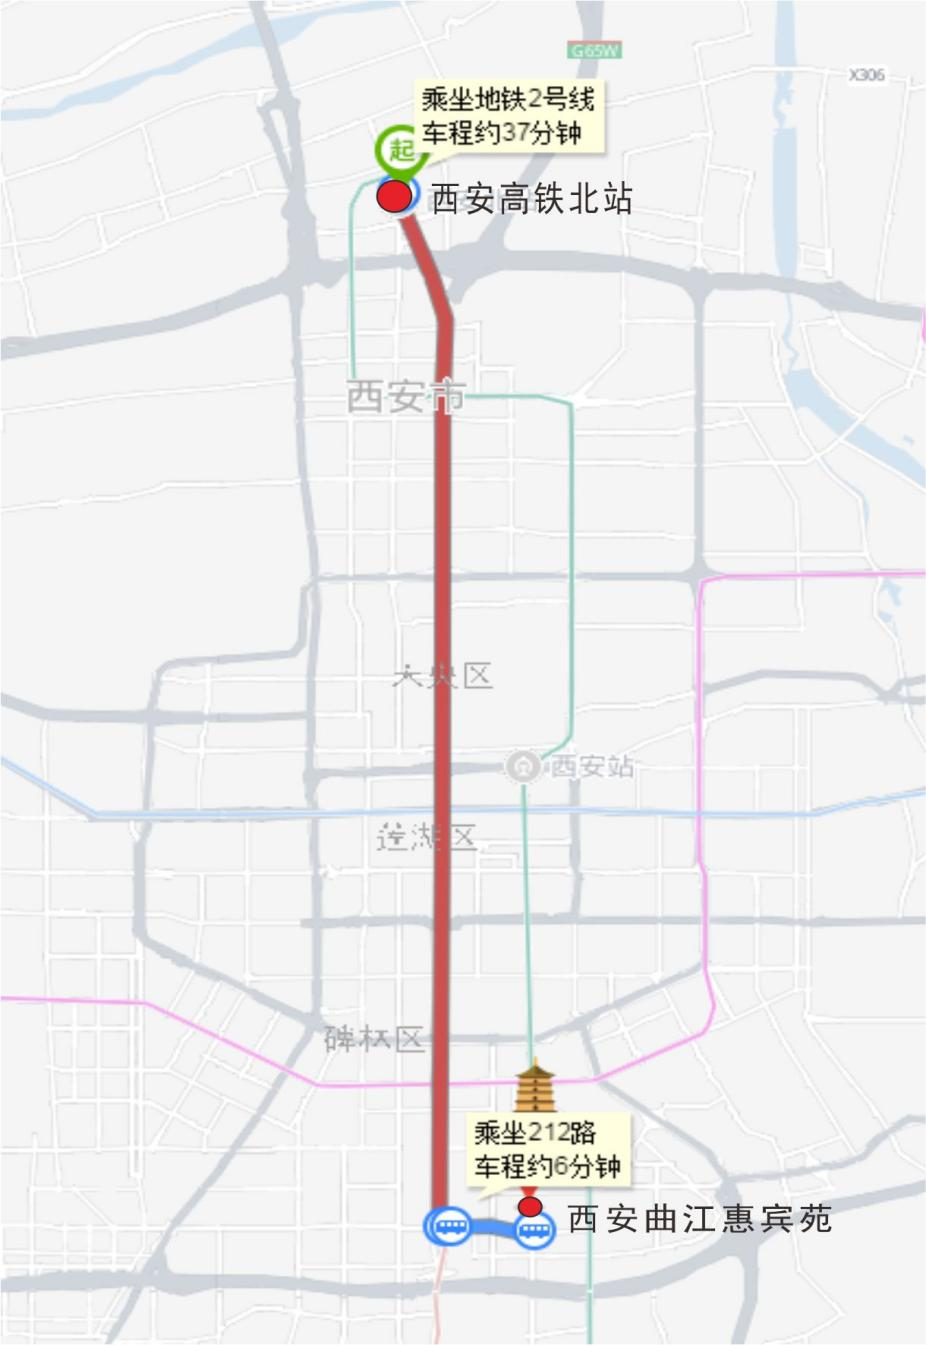 G65W
X306
乘坐地铁2号线
车程约37分钟
起
西安高铁北站
西安市
央区
西安站
莲湖区
碑林区
乘坐212路
车程约6分钟
西安曲江惠宾苑